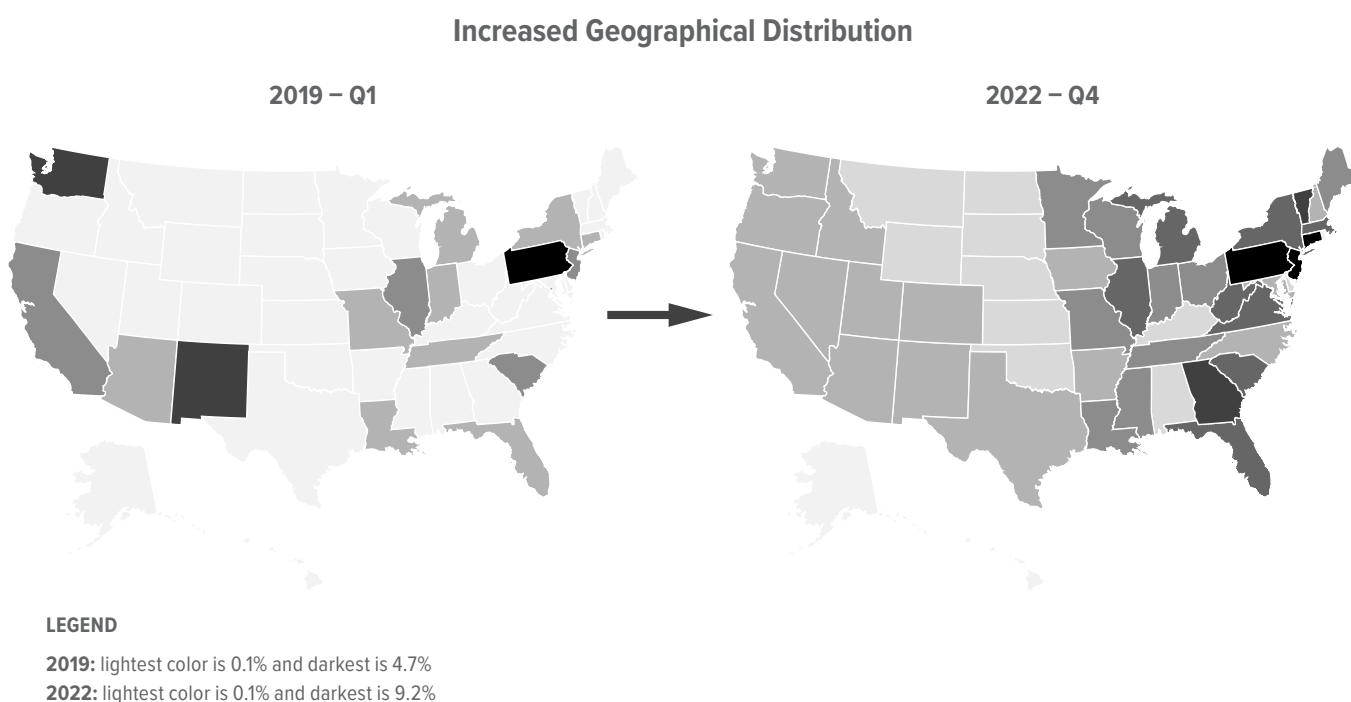 Increased Geographical Distribution
2019 – Q1
2022 – Q4
LEGEND
2019: lightest color is 0.1% and darkest is 4.7%
2022: lightest color is 0.1% and darkest is 9.2%